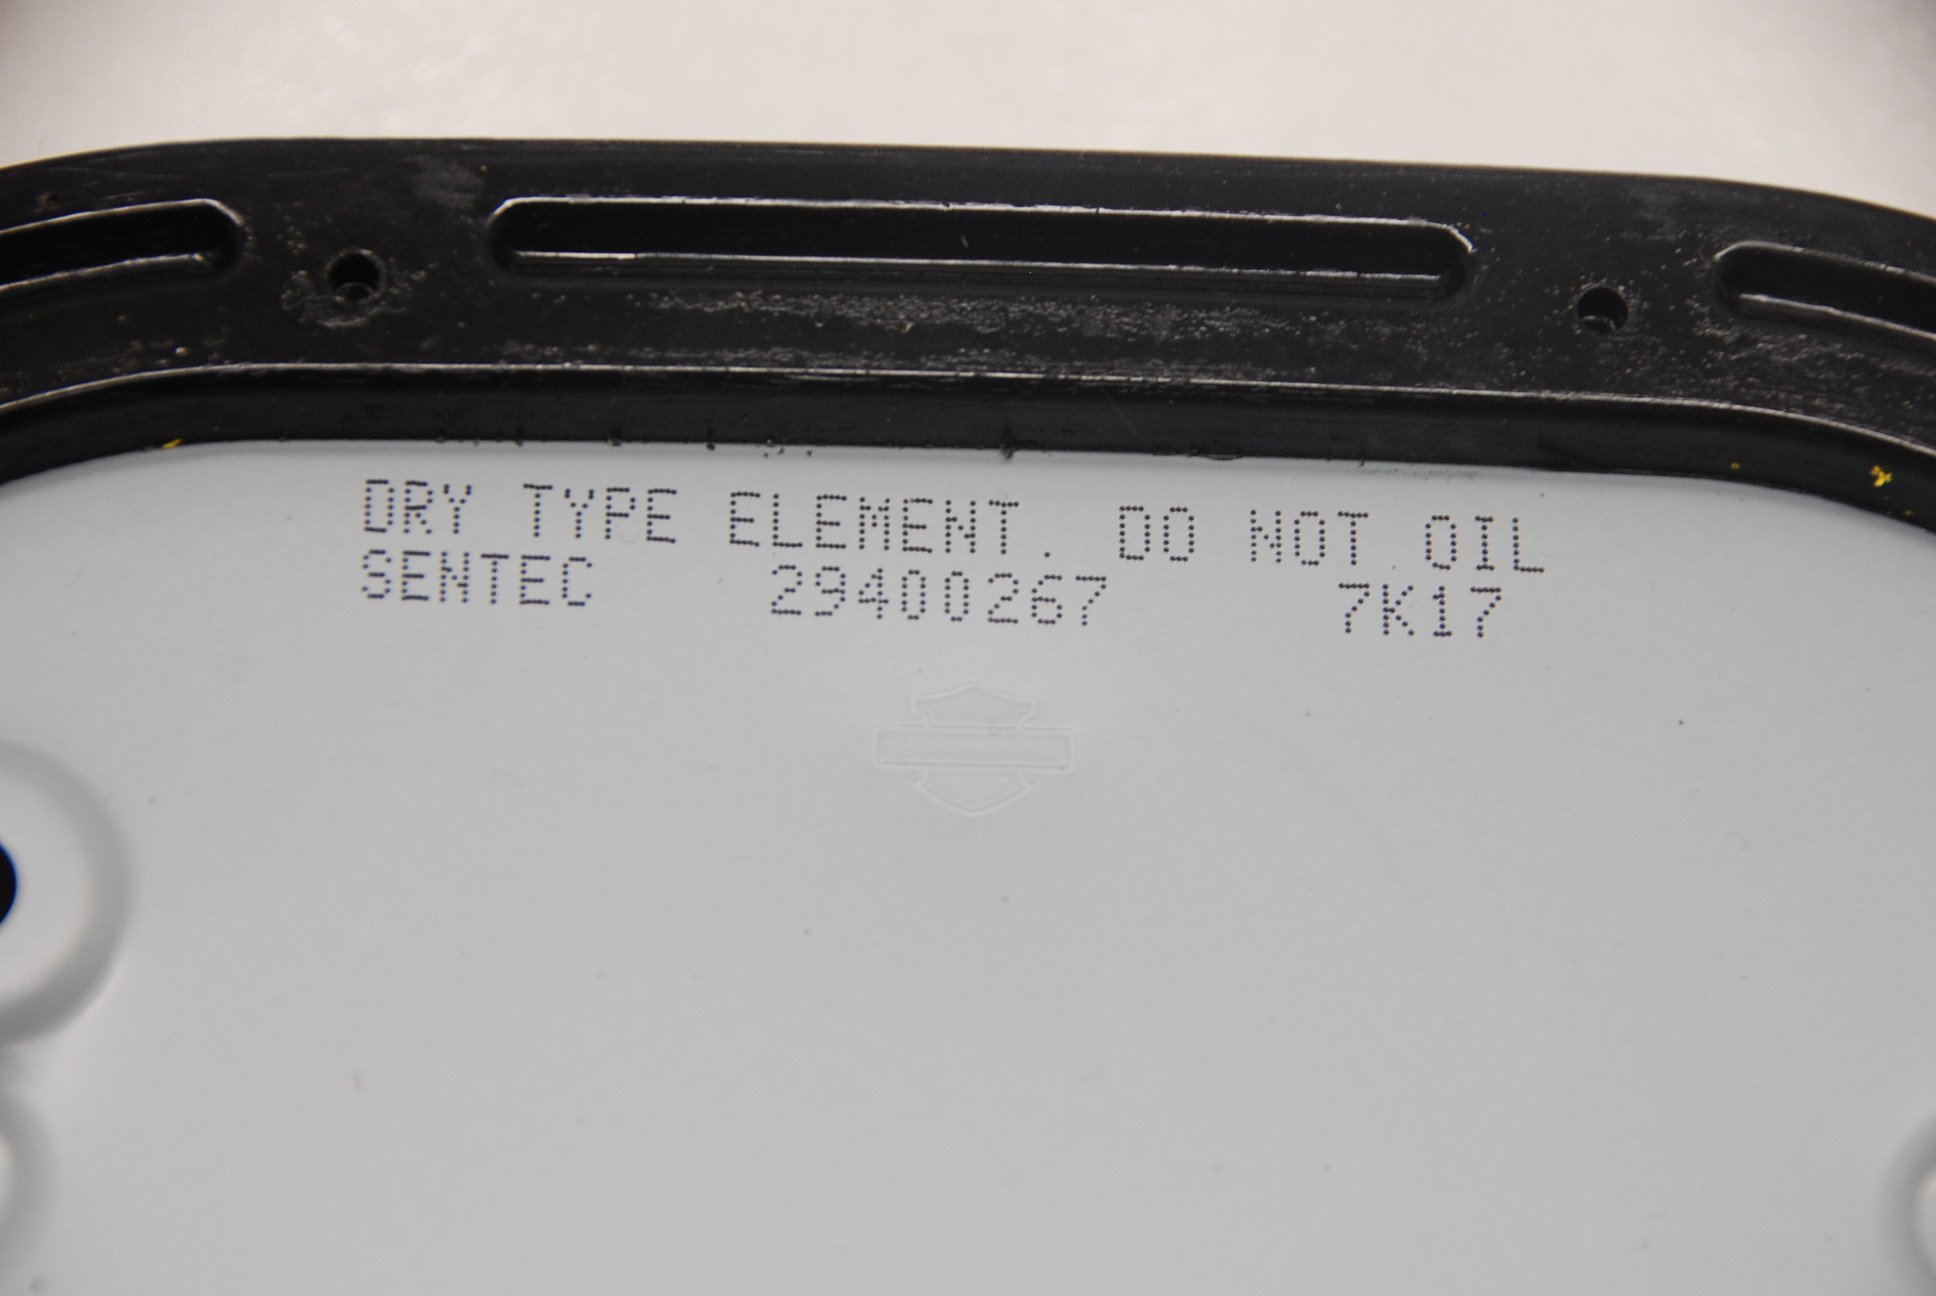 DRY TYPE ELEMENT. DO NOT OIL
SENTEC 29400267 7K17